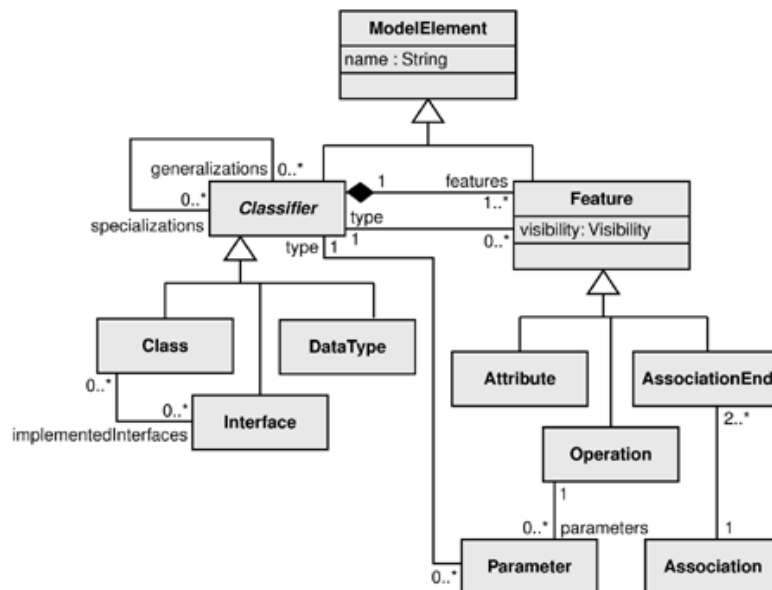 ModelElement
name : String
generalizations
0..*
0..*
specializations
Classifier
1
features
1..*
type
1
0..*
type
1
Feature
visibility: Visibility
Class
DataType
Attribute
AssociationEnd
0..*
0..*
implementedInterfaces
Interface
2..*
Operation
1
0..*
parameters
1
0..*
Parameter
Association